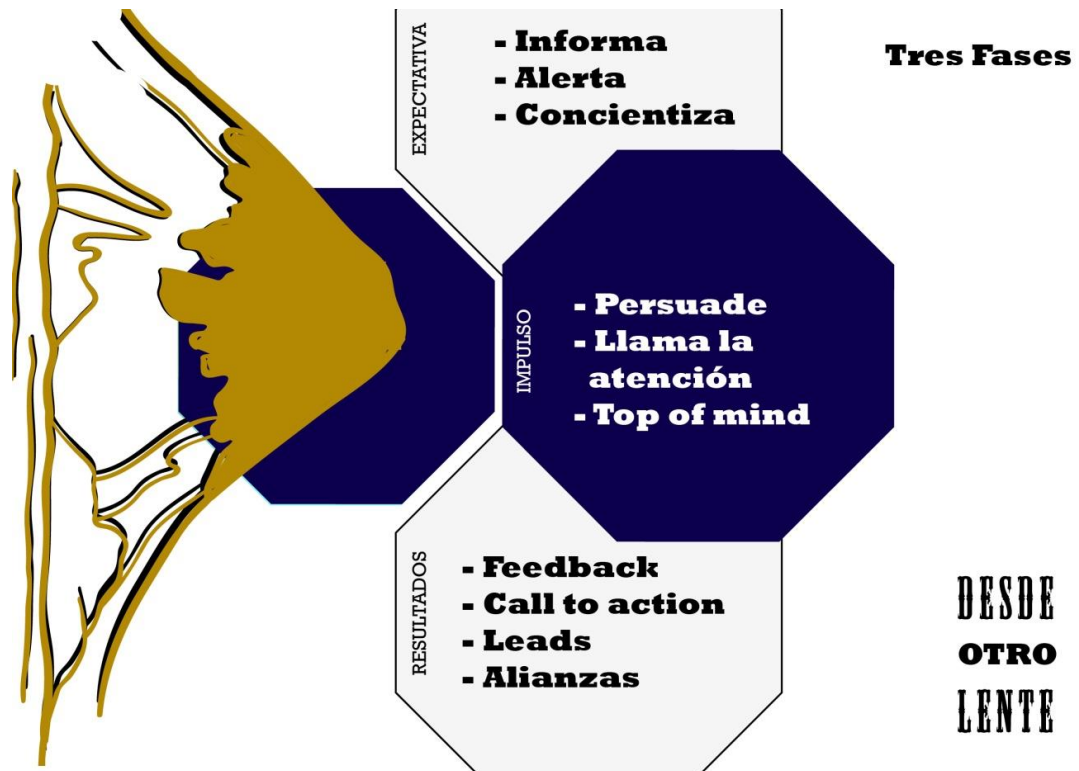 Tres Fases
EXPECTATIVA
- Informa
- Alerta
- Concientiza
IMPULSO
- Persuade
- Llama la
atención
- Top of mind
RESULTADOS
- Feedback
- Call to action
- Leads
- Alianzas
DESDE
OTRO
LENTE